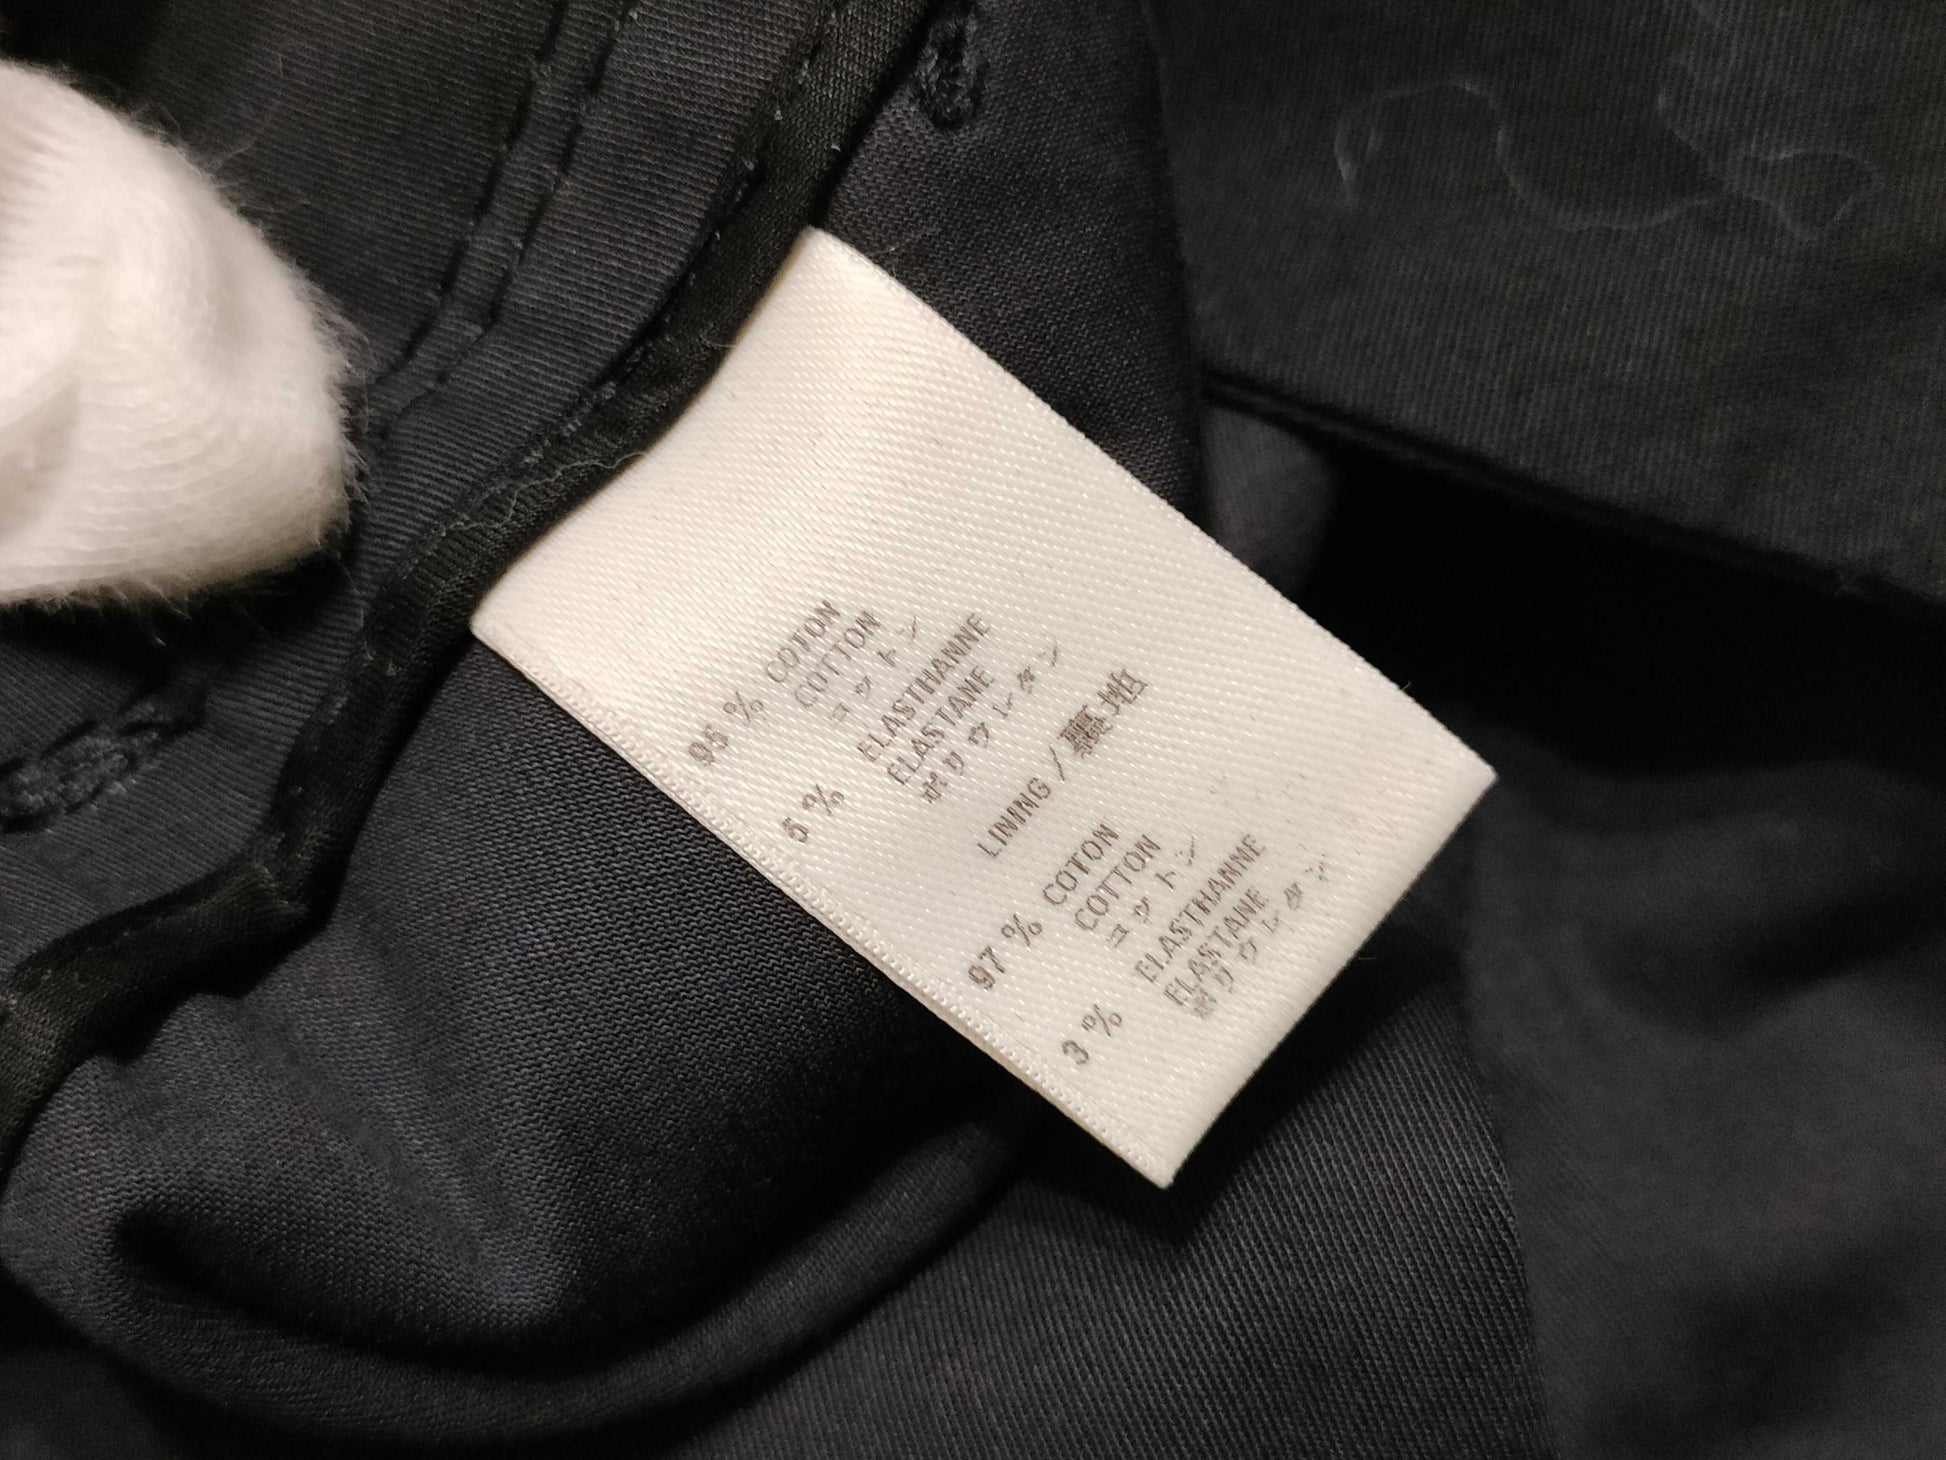 95 % COTON
COTTON
コットン
5 % ELASTHANNE
ELASTANE
ポリウレタン
LINING / 裏地
97 % COTON
COTTON
コットン
3 % ELASTHANNE
ELASTANE
ポリウレタン